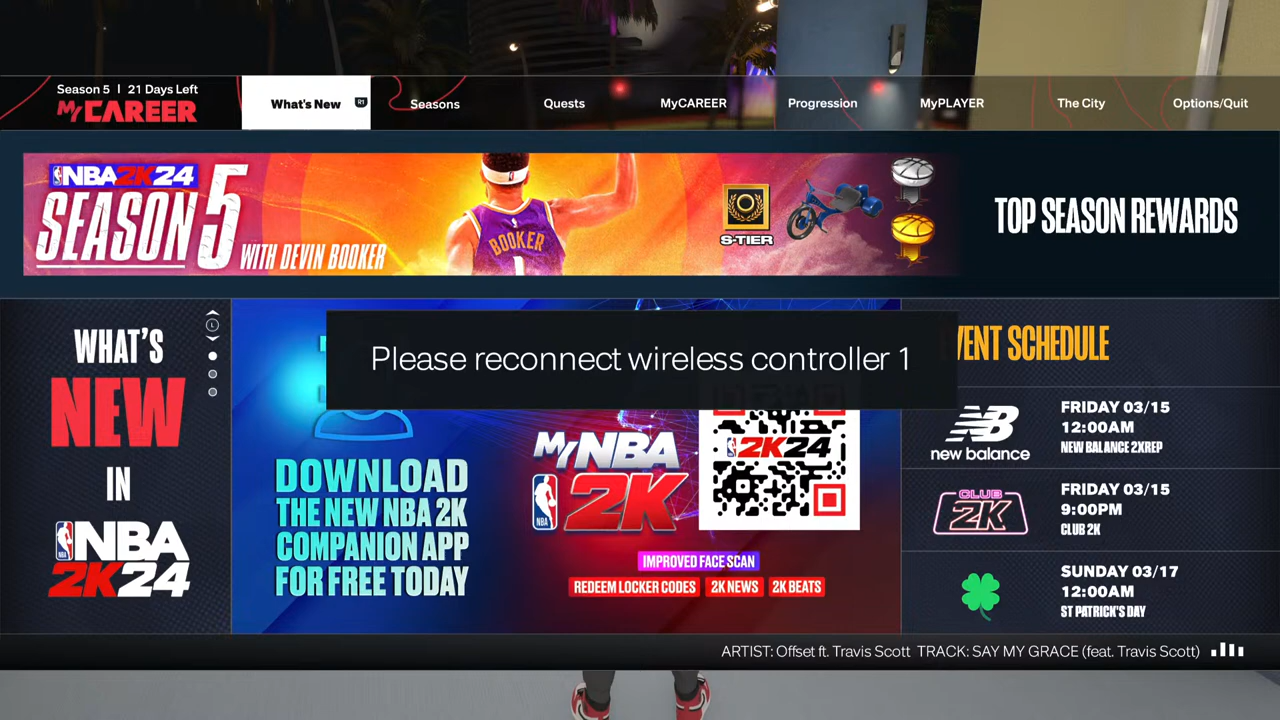 Season 5 | 21 Days Left
MyCAREER
What's New R1
Seasons
Quests
MyCAREER
Progression
MyPLAYER
The City
Options/Quit
NBA2K24
SEASON 5
WITH DEVIN BOOKER
BOOKER
1
S-TIER
TOP SEASON REWARDS
WHAT'S
NEW
IN
NBA
2K24
L
Please reconnect wireless controller 1
DOWNLOAD
THE NEW NBA 2K
COMPANION APP
FOR FREE TODAY
MyNBA
2K
NBA
2K24
IMPROVED FACE SCAN
REDEEM LOCKER CODES
2K NEWS
2K BEATS
VENT SCHEDULE
NB
new balance
FRIDAY 03/15
12:00AM
NEW BALANCE 2XREP
CLUB
2K
FRIDAY 03/15
9:00PM
CLUB 2K
SUNDAY 03/17
12:00AM
ST PATRICK'S DAY
ARTIST: Offset ft. Travis Scott TRACK: SAY MY GRACE (feat. Travis Scott)